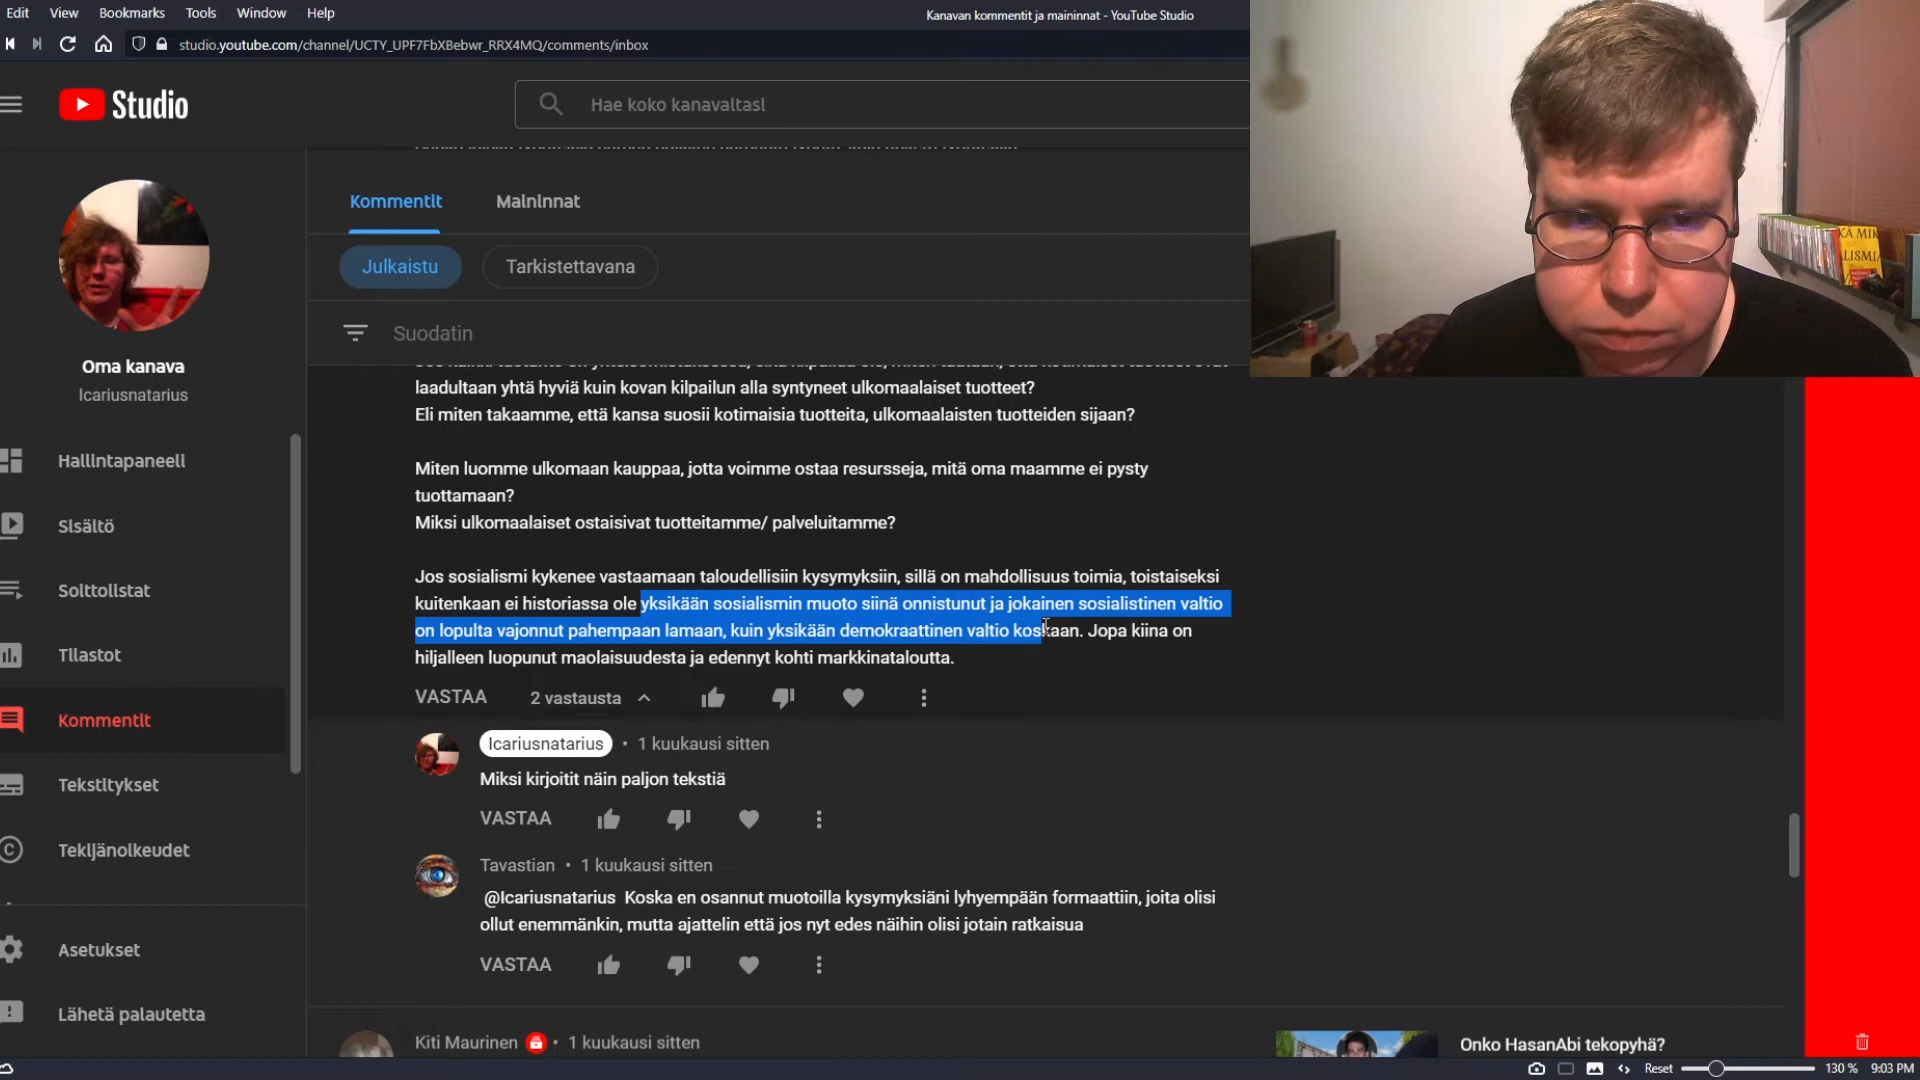 Edit View Bookmarks Tools Window Help
Kanavan kommentit ja maininnat - YouTube Studio
studio.youtube.com/channel/UCTY_UPF7FbXBebwr_RRX4MQ/comments/inbox
Studio
Hae koko kanavaltasi
Kommentit
Maininnat
Julkaistu
Tarkistettavana
Suodatin
Oma kanava
Icariusnatarius
Hallintapaneeli
Sisältö
Soittolistat
Tilastot
Kommentit
Tekstitykset
Tekijänoikeudet
Asetukset
Lähetä palautetta
laadultaan yhtä hyviä kuin kovan kilpailun alla syntyneet ulkomaalaiset tuotteet?
Eli miten takaamme, että kansa suosii kotimaisia tuotteita, ulkomaalaisten tuotteiden sijaan?
Miten luomme ulkomaan kauppaa, jotta voimme ostaa resursseja, mitä oma maamme ei pysty
tuottamaan?
Miksi ulkomaalaiset ostaisivat tuotteitamme/ palveluitamme?
Jos sosialismi kykenee vastaamaan taloudellisiin kysymyksiin, sillä on mahdollisuus toimia, toistaiseksi
kuitenkaan ei historiassa ole yksikään sosialismin muoto siinä onnistunut ja jokainen sosialistinen valtio
on lopulta vajonnut pahempaan lamaan, kuin yksikään demokraattinen valtio koskaan. Jopa kiina on
hiljalleen luopunut maolaisuudesta ja edennyt kohti markkinataloutta.
VASTAA 2 vastausta
Icariusnatarius • 1 kuukausi sitten
Miksi kirjoitit näin paljon tekstiä
VASTAA
Tavastian • 1 kuukausi sitten
@Icariusnatarius Koska en osannut muotoilla kysymyksiäni lyhyempään formaattiin, joita olisi
ollut enemmänkin, mutta ajattelin että jos nyt edes näihin olisi jotain ratkaisua
VASTAA
Kiti Maurinen • 1 kuukausi sitten
Onko HasanAbi tekopyhä?
Reset 130 % 9:03 PM
KÄ MIK
LISMIA